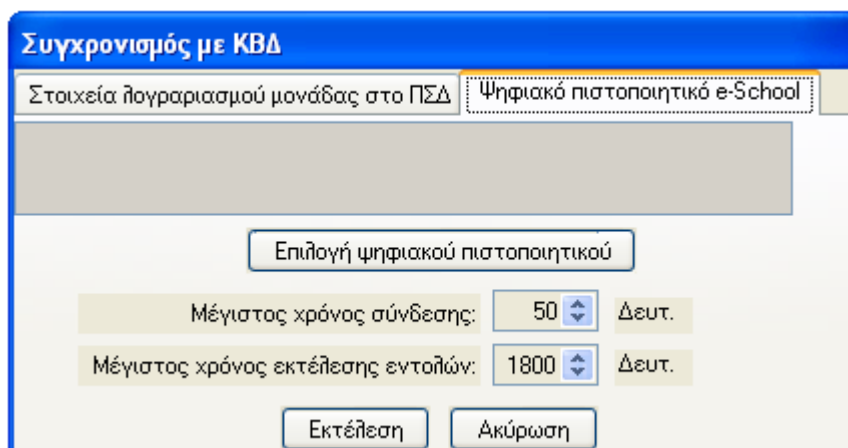 Συγχρονισμός με ΚΒΔ
Στοιχεία λογραριασμού μονάδας στο ΠΣΔ Ψηφιακό πιστοποιητικό e-School
Επιλογή ψηφιακού πιστοποιητικού
Μέγιστος χρόνος σύνδεσης: 50 Δευτ.
Μέγιστος χρόνος εκτέλεσης εντολών: 1800 Δευτ.
Εκτέλεση Ακύρωση